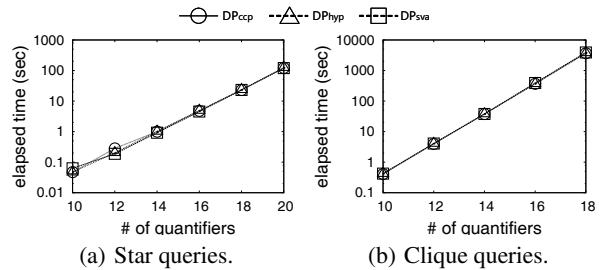 DPccp DPhyp DPsva
elapsed time (sec)
1000
100
10
1
0.1
0.01
10 12 14 16 18 20
# of quantifiers
(a) Star queries.
elapsed time (sec)
10000
1000
100
10
1
0.1
10 12 14 16 18
# of quantifiers
(b) Clique queries.